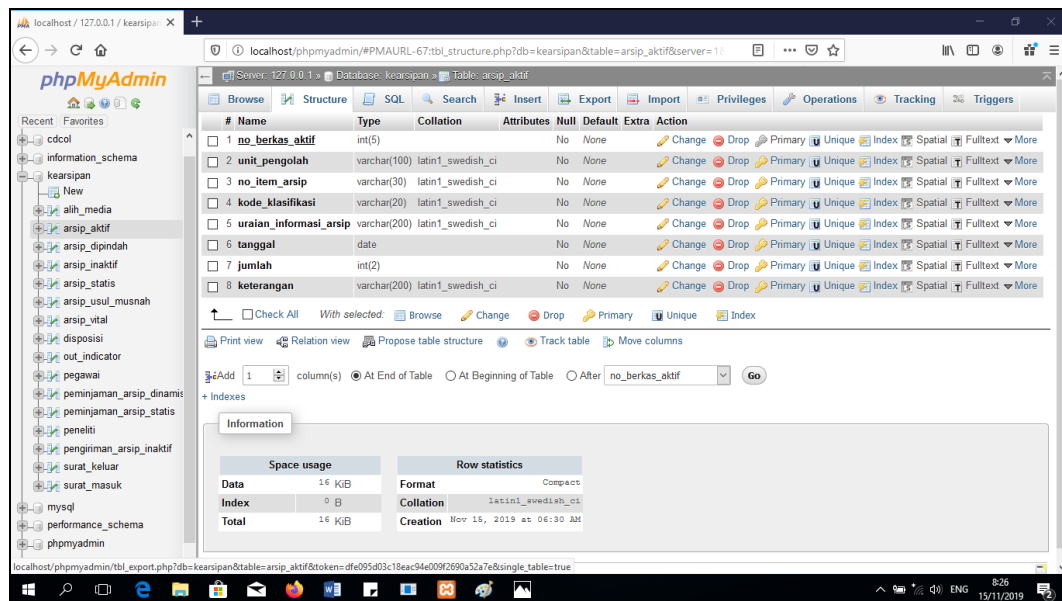 localhost / 127.0.0.1 / kearsipan
localhost/phpmyadmin/#PMAURL-67:tbl_structure.php?db=kearsipan&table=arsip_aktif&server=1
phpMyAdmin
Recent Favorites
cdcol
information_schema
kearsipan
New
alih_media
arsip_aktif
arsip_dipindah
arsip_inaktif
arsip_statis
arsip_usul_musnah
arsip_vital
disposisi
out_indicator
pegawai
peminjaman_arsip_dinamis
peminjaman_arsip_statis
peneliti
pengiriman_arsip_inaktif
surat_keluar
surat_masuk
mysql
performance_schema
phpmyadmin
Server: 127.0.0.1 » Database: kearsipan » Table: arsip_aktif
Browse Structure SQL Search Insert Export Import Privileges Operations Tracking Triggers
# Name Type Collation Attributes Null Default Extra Action
1 no_berkas_aktif int(5) No None Change Drop Primary Unique Index Spatial Fulltext More
2 unit_pengolah varchar(100) latin1_swedish_ci No None Change Drop Primary Unique Index Spatial Fulltext More
3 no_item_arsip varchar(30) latin1_swedish_ci No None Change Drop Primary Unique Index Spatial Fulltext More
4 kode_klasifikasi varchar(20) latin1_swedish_ci No None Change Drop Primary Unique Index Spatial Fulltext More
5 uraian_informasi_arsip varchar(200) latin1_swedish_ci No None Change Drop Primary Unique Index Spatial Fulltext More
6 tanggal date No None Change Drop Primary Unique Index Spatial Fulltext More
7 jumlah int(2) No None Change Drop Primary Unique Index Spatial Fulltext More
8 keterangan varchar(200) latin1_swedish_ci No None Change Drop Primary Unique Index Spatial Fulltext More
Check All With selected: Browse Change Drop Primary Unique Index
Print view Relation view Propose table structure Track table Move columns
Add 1 column(s) At End of Table At Beginning of Table After no_berkas_aktif Go
+ Indexes
Information
Space usage
Data 16 KiB
Index 0 B
Total 16 KiB
Row statistics
Format Compact
Collation latin1_swedish_ci
Creation Nov 15, 2019 at 06:30 AM
localhost/phpmyadmin/tbl_export.php?db=kearsipan&table=arsip_aktif&token=dfe095d03c18eac94e009f2690a52a7e&single_table=true
ENG
8:26
15/11/2019